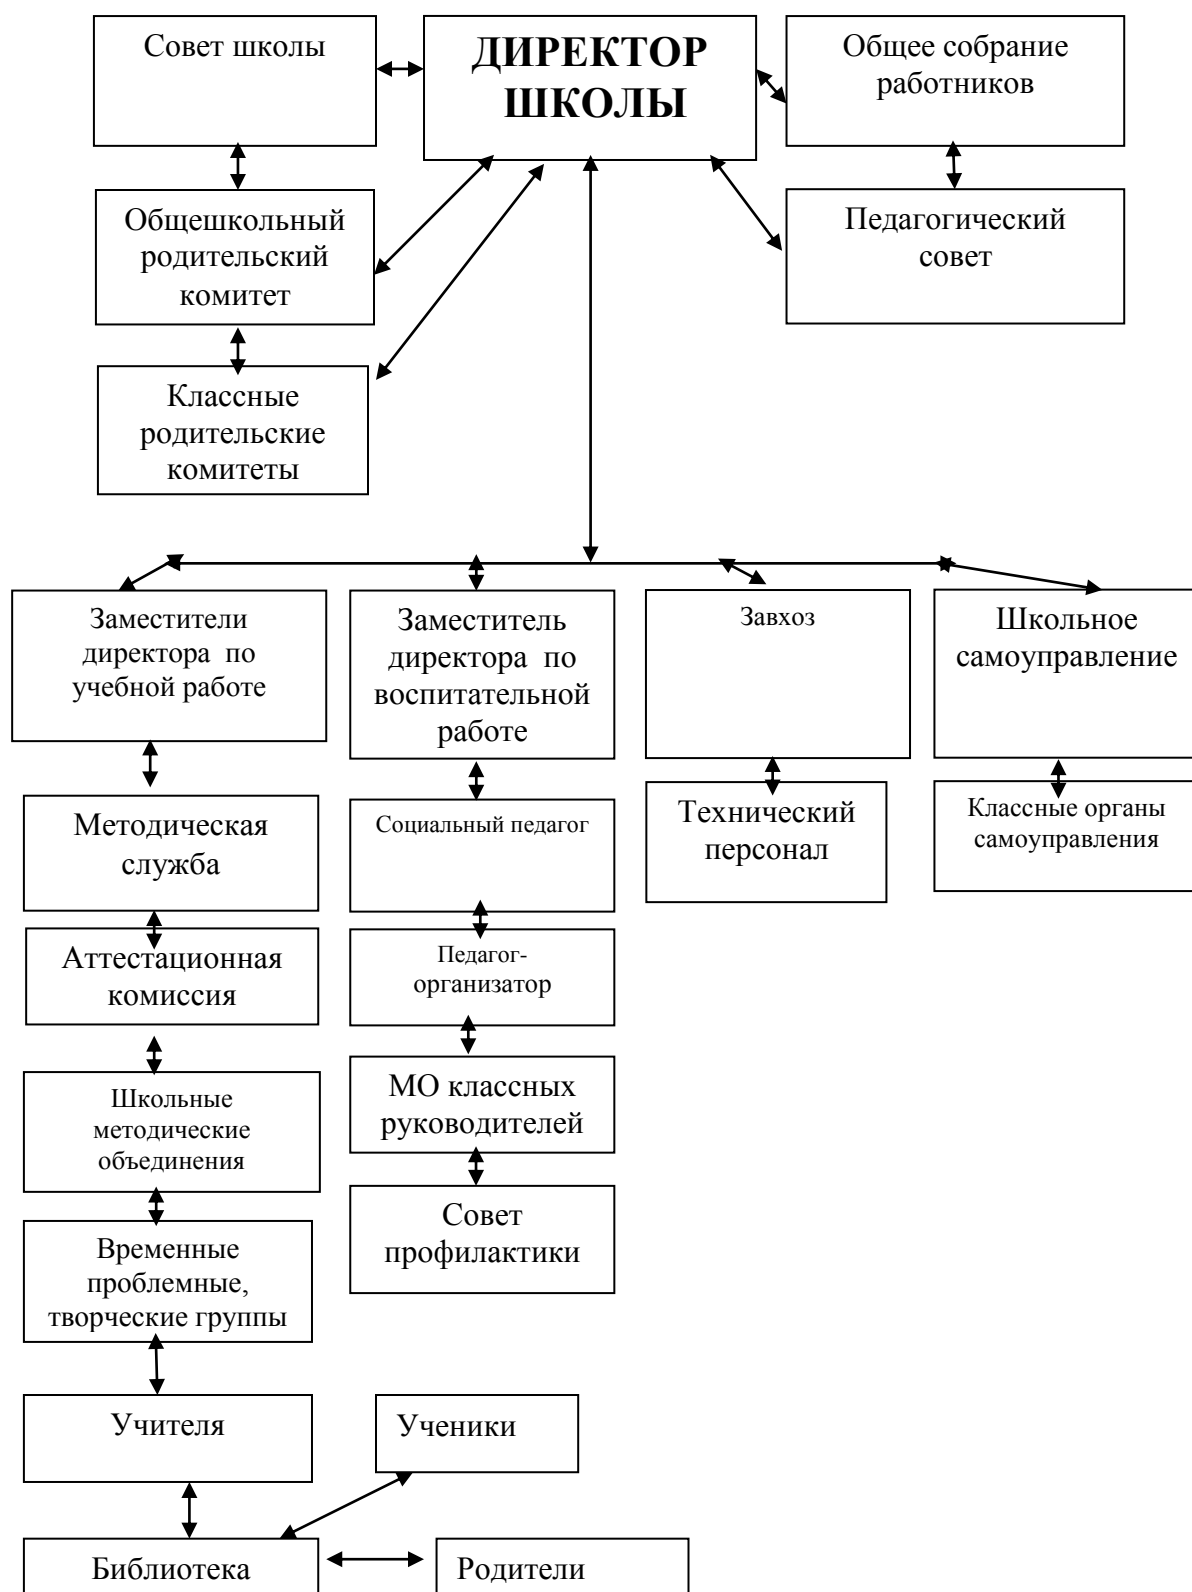 Совет школы
ДИРЕКТОР
ШКОЛЫ
Общее собрание
работников
Общешкольный
родительский
комитет
Педагогический
совет
Классные
родительские
комитеты
Заместители
директора по
учебной работе
Заместитель
директора по
воспитательной
работе
Завхоз
Школьное
самоуправление
Методическая
служба
Социальный педагог
Технический
персонал
Классные органы
самоуправления
Аттестационная
комиссия
Педагог-
организатор
Школьные
методические
объединения
МО классных
руководителей
Временные
проблемные,
творческие группы
Совет
профилактики
Учителя
Ученики
Библиотека
Родители